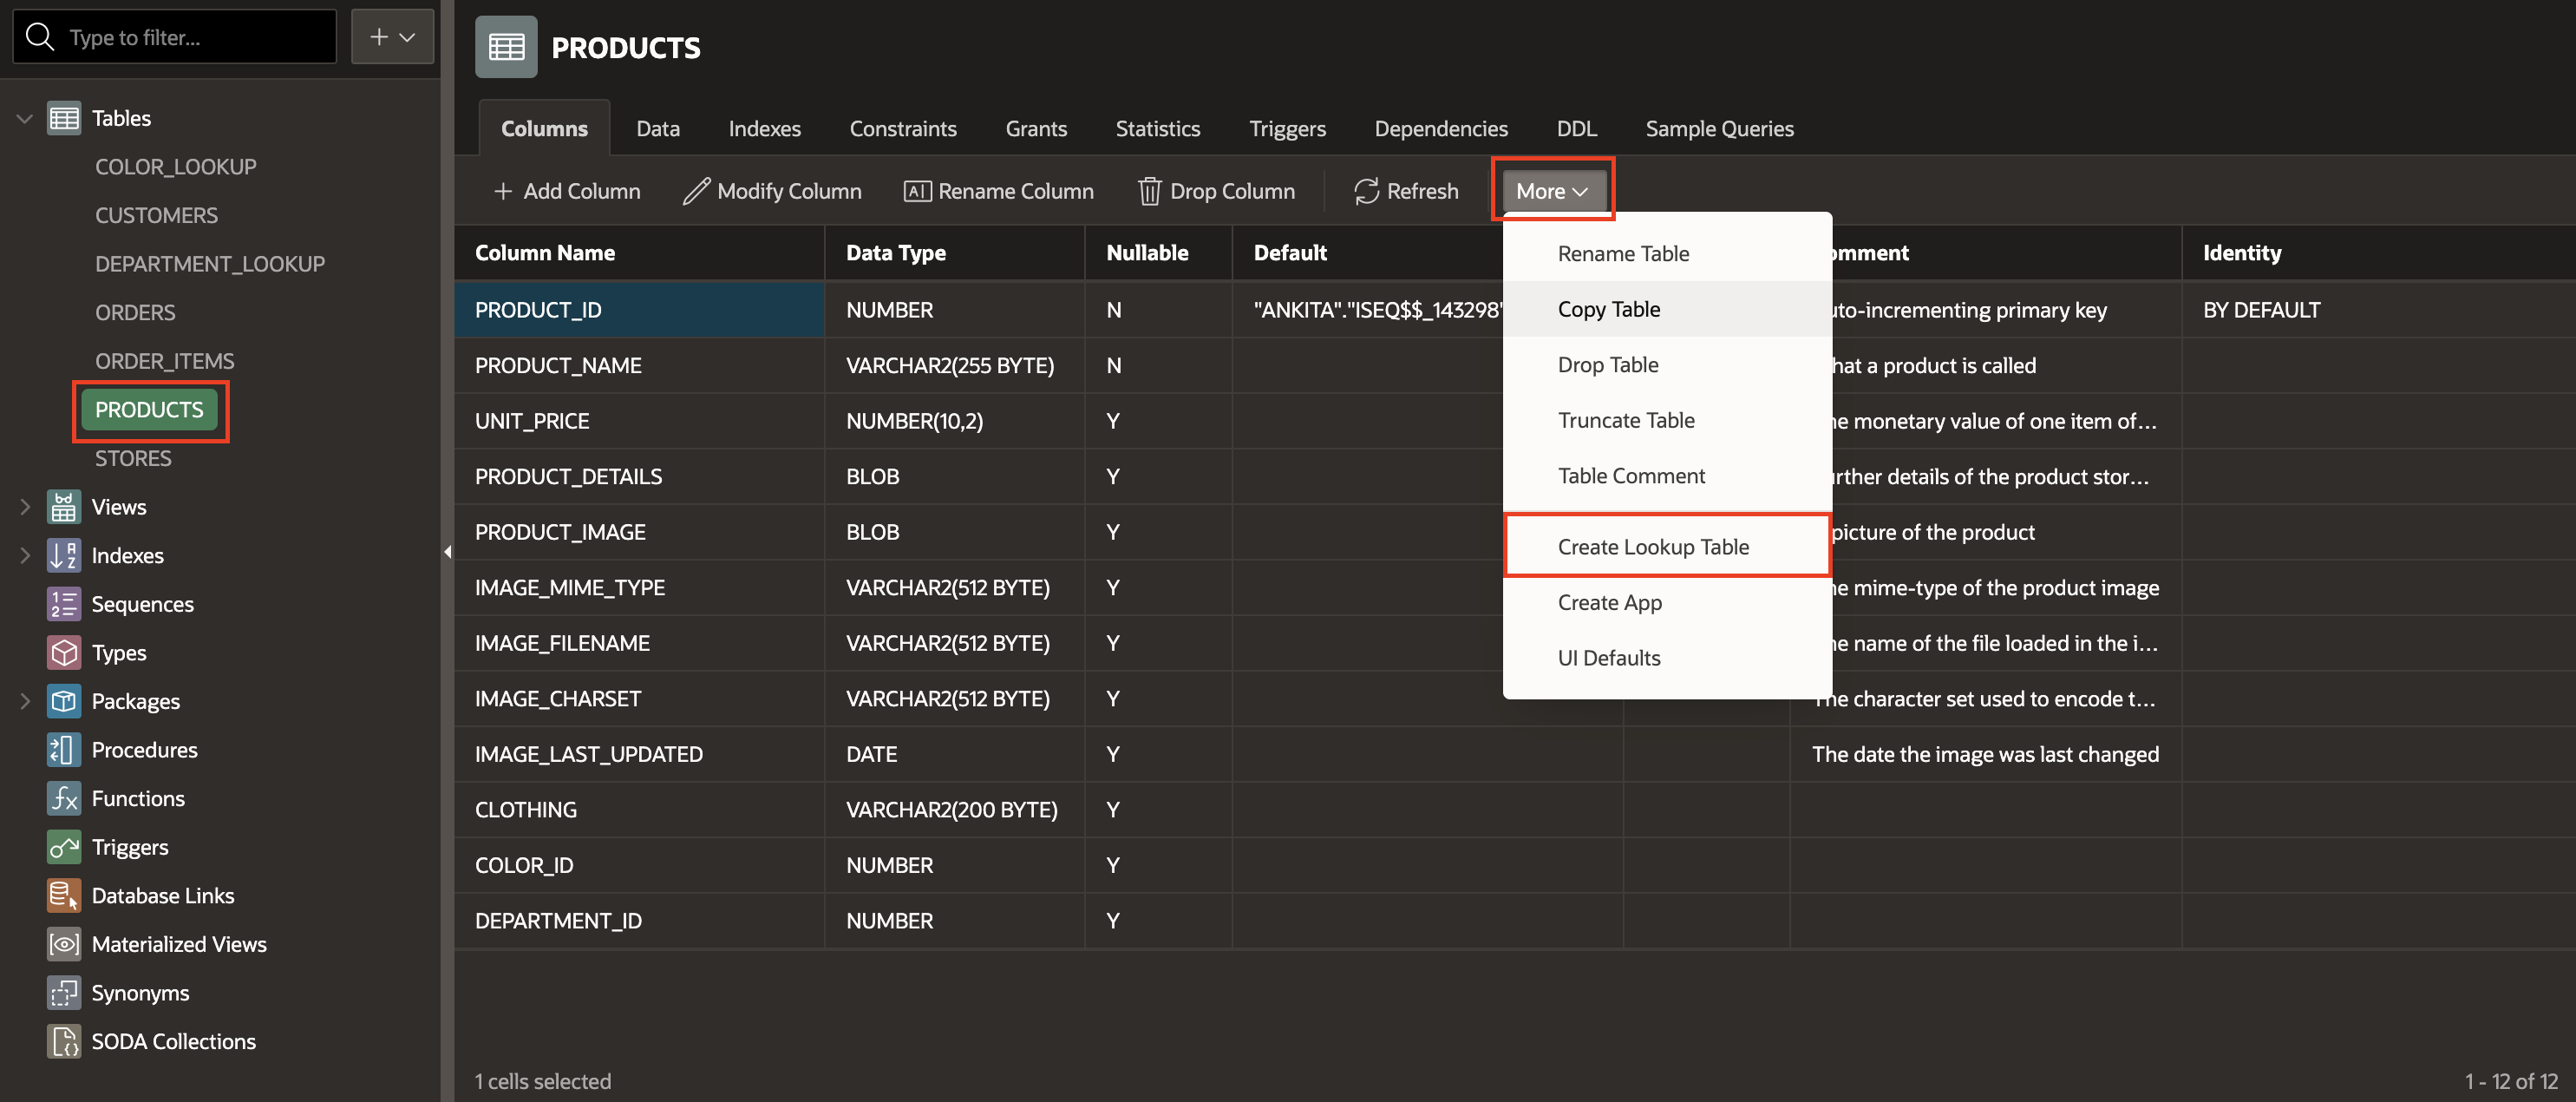 Type to filter...
Tables
COLOR_LOOKUP
CUSTOMERS
DEPARTMENT_LOOKUP
ORDERS
ORDER_ITEMS
PRODUCTS
STORES
Views
Indexes
Sequences
Types
Packages
Procedures
Functions
Triggers
Database Links
Materialized Views
Synonyms
SODA Collections
PRODUCTS
Columns Data Indexes Constraints Grants Statistics Triggers Dependencies DDL Sample Queries
+ Add Column Modify Column Rename Column Drop Column Refresh More
Rename Table
Copy Table
Drop Table
Truncate Table
Table Comment
Create Lookup Table
Create App
UI Defaults
Column Name Data Type Nullable Default omment Identity
PRODUCT_ID NUMBER N "ANKITA"."ISEQ$$_143298" uto-incrementing primary key BY DEFAULT
PRODUCT_NAME VARCHAR2(255 BYTE) N hat a product is called
UNIT_PRICE NUMBER(10,2) Y he monetary value of one item of...
PRODUCT_DETAILS BLOB Y urther details of the product stor...
PRODUCT_IMAGE BLOB Y picture of the product
IMAGE_MIME_TYPE VARCHAR2(512 BYTE) Y he mime-type of the product image
IMAGE_FILENAME VARCHAR2(512 BYTE) Y he name of the file loaded in the i...
IMAGE_CHARSET VARCHAR2(512 BYTE) Y The character set used to encode t...
IMAGE_LAST_UPDATED DATE Y The date the image was last changed
CLOTHING VARCHAR2(200 BYTE) Y
COLOR_ID NUMBER Y
DEPARTMENT_ID NUMBER Y
1 cells selected 1 - 12 of 12